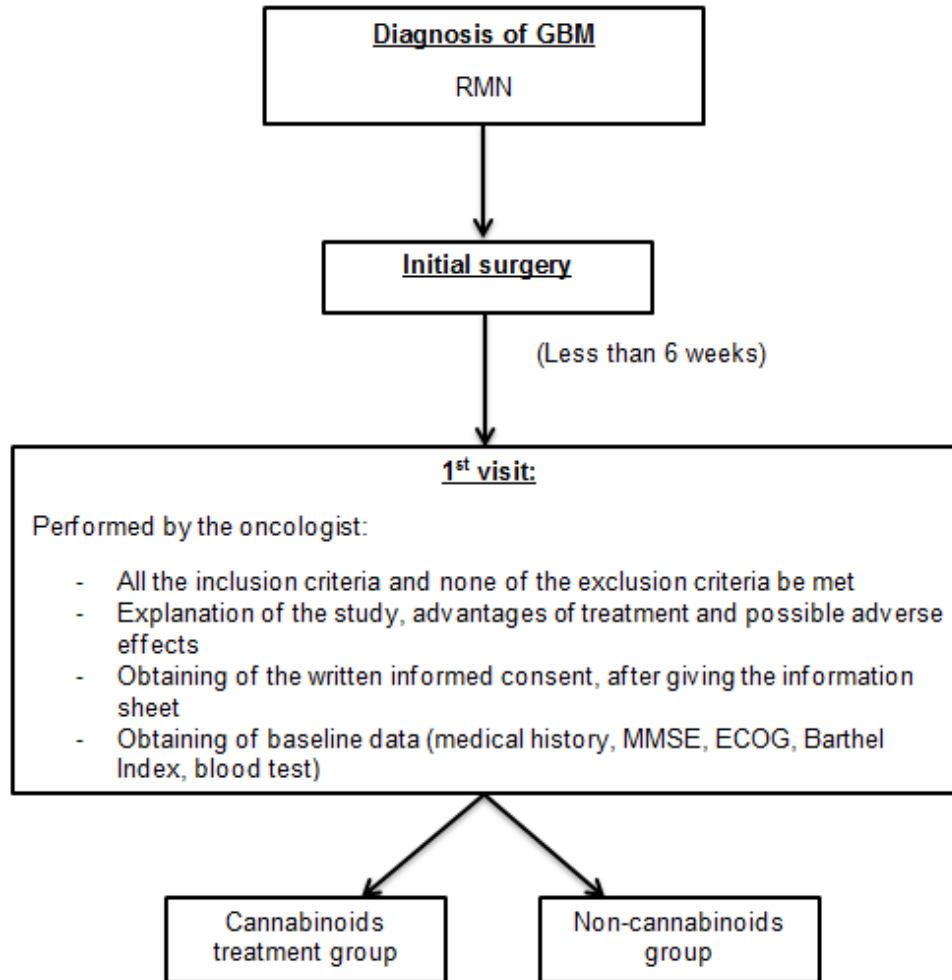 Diagnosis of GBM
RMN
Initial surgery
(Less than 6 weeks)
1st visit:
Performed by the oncologist:
- All the inclusion criteria and none of the exclusion criteria be met
- Explanation of the study, advantages of treatment and possible adverse
effects
- Obtaining of the written informed consent, after giving the information
sheet
- Obtaining of baseline data (medical history, MMSE, ECOG, Barthel
Index, blood test)
Cannabinoids
treatment group
Non-cannabinoids
group